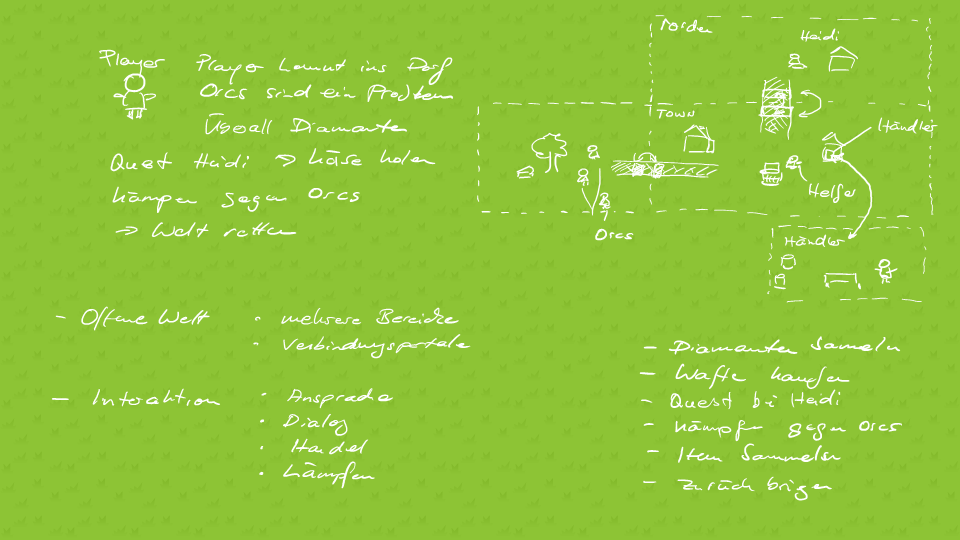 Player
Player kommt ins Dorf
Orcs sind ein Problem
Überall Diamanten
Quest Heidi → Käse holen
kämpfen gegen Orcs
→ Welt retten
Norden
Heidi
Town
Händler
Helfer
Orcs
Händler
- Offene Welt
• mehrere Bereiche
• Verbindungsportale
- Interaktion
• Ansprache
• Dialog
• Handel
• kämpfen
- Diamanten Sammeln
- Waffe kaufen
- Quest bei Heidi
- kämpfen gegen Orcs
- Item Sammeln
- Zurück bringen